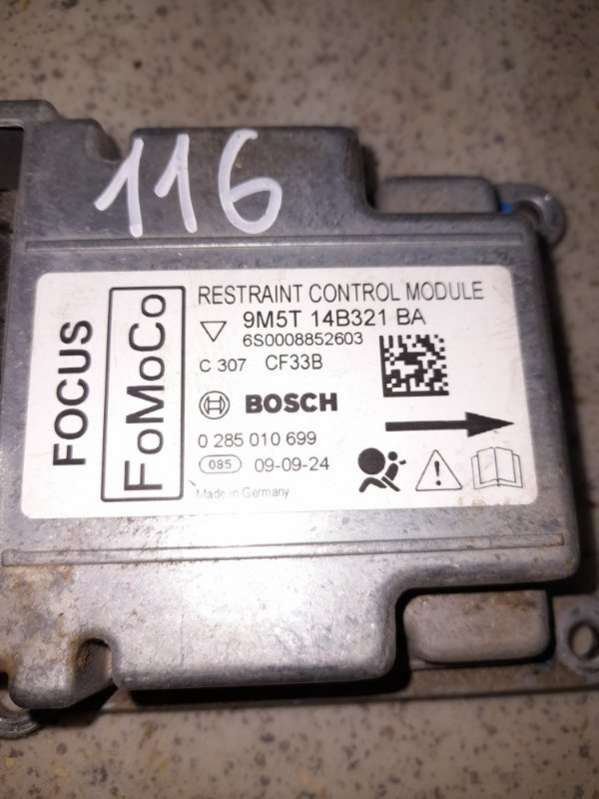 116
FOCUS
FoMoCo
RESTRAINT CONTROL MODULE
9M5T 14B321 BA
6S0008852603
C 307 CF33B
BOSCH
0 285 010 699
085 09-09-24
Made in Germany